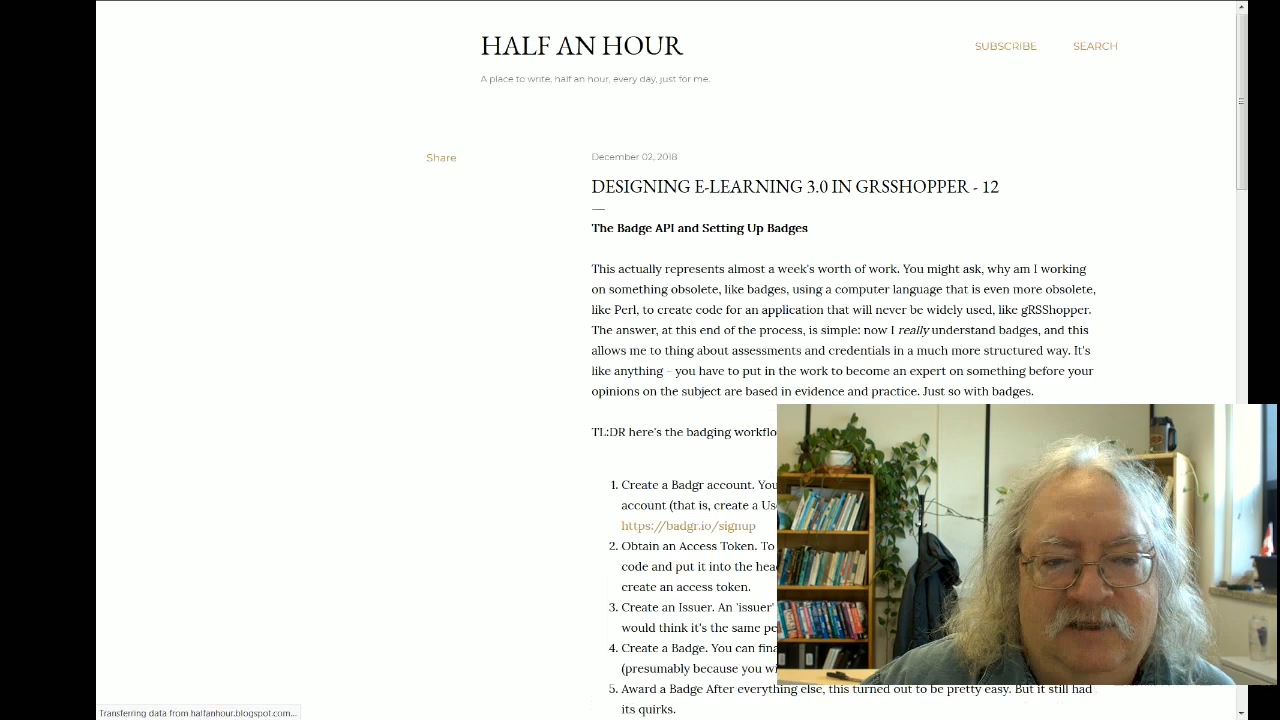 HALF AN HOUR
SUBSCRIBE
SEARCH
A place to write, half an hour, every day, just for me.
Share
December 02, 2018
DESIGNING E-LEARNING 3.0 IN GRSSHOPPER - 12
The Badge API and Setting Up Badges
This actually represents almost a week's worth of work. You might ask, why am I working
on something obsolete, like badges, using a computer language that is even more obsolete,
like Perl, to create code for an application that will never be widely used, like gRSShopper.
The answer, at this end of the process, is simple: now I really understand badges, and this
allows me to thing about assessments and credentials in a much more structured way. It's
like anything - you have to put in the work to become an expert on something before your
opinions on the subject are based in evidence and practice. Just so with badges.
TL:DR here's the badging workflo
1. Create a Badgr account. You
account (that is, create a Us
https://badgr.io/signup
2. Obtain an Access Token. To
code and put it into the hea
create an access token.
3. Create an Issuer. An 'issuer'
would think it's the same pe
4. Create a Badge. You can fina
(presumably because you wi
5. Award a Badge After everything else, this turned out to be pretty easy. But it still had
its quirks.
Transferring data from halfanhour.blogspot.com...